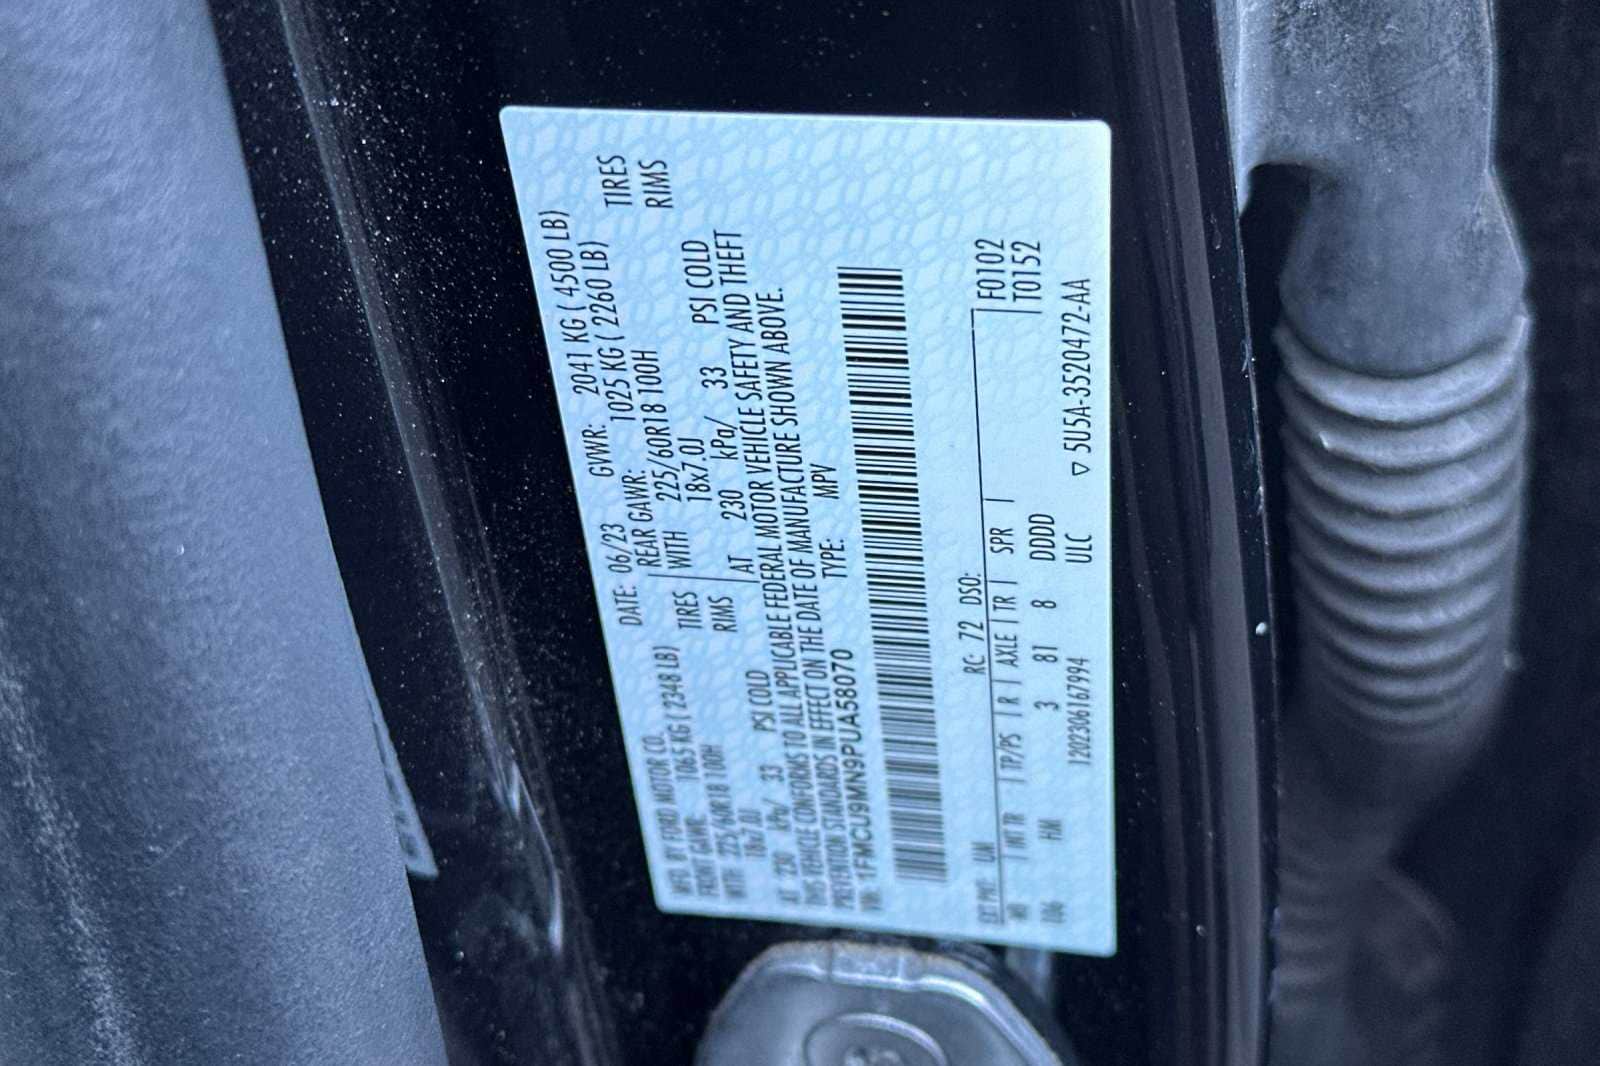 MFD. BY FORD MOTOR CO.
DATE: 06/23 GVWR: 2041 KG ( 4500 LB)
FRONT GAWR: 1065 KG ( 2348 LB) REAR GAWR: 1025 KG ( 2260 LB)
WITH 225/60R18 100H TIRES WITH 225/60R18 100H TIRES
18x7.0J RIMS 18x7.0J RIMS
AT 230 kPa/ 33 PSI COLD AT 230 kPa/ 33 PSI COLD
THIS VEHICLE CONFORMS TO ALL APPLICABLE FEDERAL MOTOR VEHICLE SAFETY AND THEFT
PREVENTION STANDARDS IN EFFECT ON THE DATE OF MANUFACTURE SHOWN ABOVE.
VIN: 1FMCU9MN9PUA58070 TYPE: MPV
EXT PNT: UM RC: 72 DSO: F0102
WB | INT TR | TP/PS | R | AXLE | TR | SPR | T0152
106 HM 3 81 8 DDDD
120230616799​4 ULC ▽ 5U5A-3520472-AA